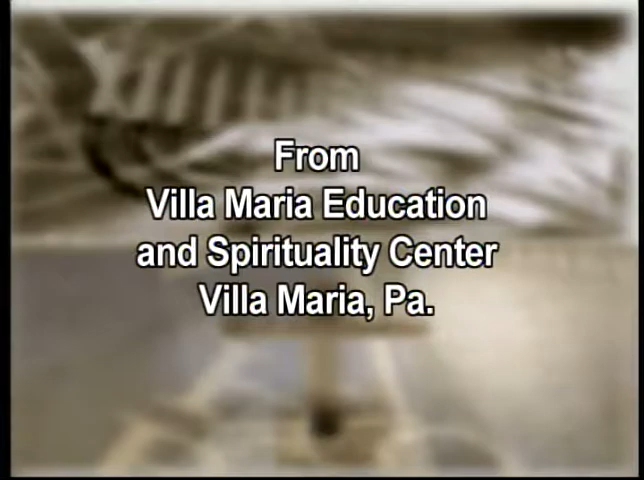 From
Villa Maria Education
and Spirituality Center
Villa Maria, Pa.